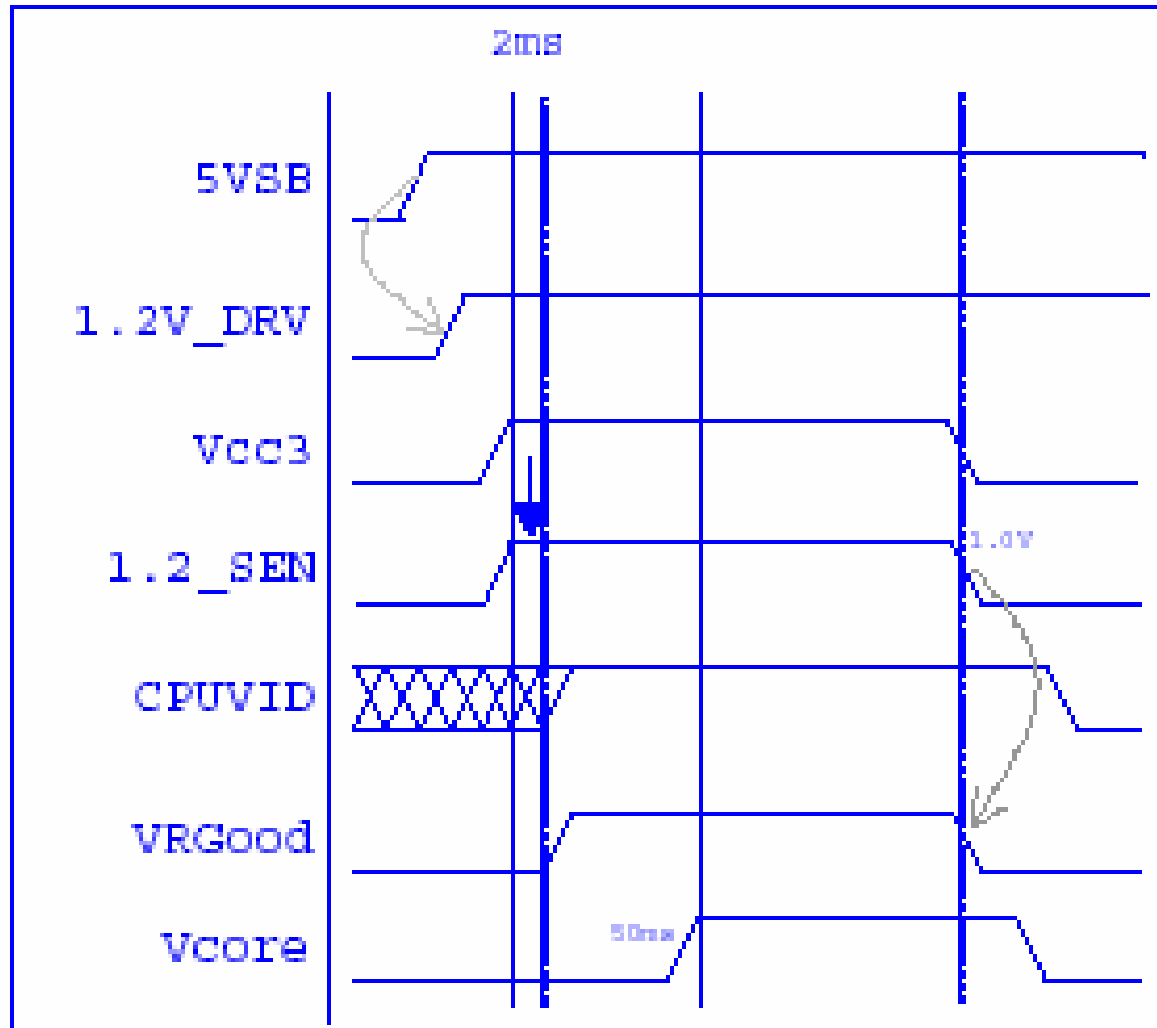 2ms
5VSB
1.2V_DRV
Vcc3
1.2_SEN
1.0V
CPUVID
VRGood
50ms
Vcore